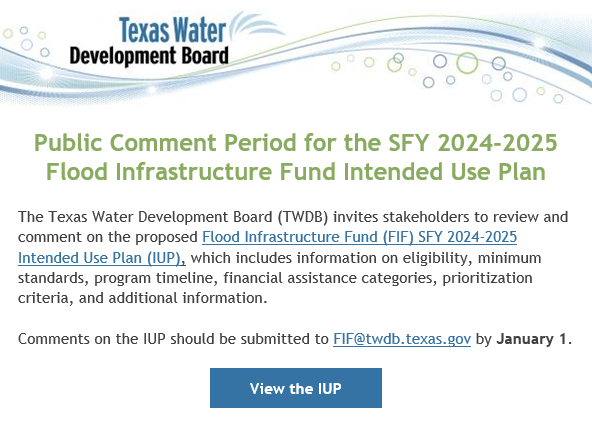 Texas Water
Development Board
Public Comment Period for the SFY 2024-2025
Flood Infrastructure Fund Intended Use Plan
The Texas Water Development Board (TWDB) invites stakeholders to review and
comment on the proposed Flood Infrastructure Fund (FIF) SFY 2024-2025
Intended Use Plan (IUP), which includes information on eligibility, minimum
standards, program timeline, financial assistance categories, prioritization
criteria, and additional information.
Comments on the IUP should be submitted to FIF@twdb.texas.gov by January 1.
View the IUP